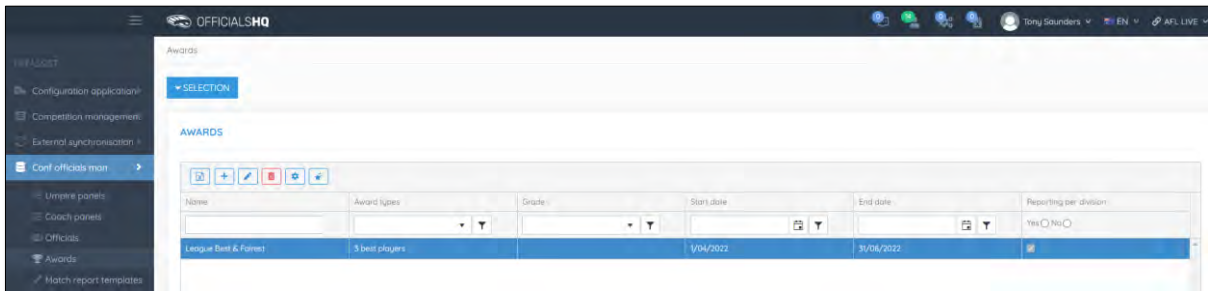 OFFICIALSHQ
Tony Saunders
EN
AFL LIVE
Awards
Configuration application
SELECTION
Competition management
External synchronisation
AWARDS
Conf officials man
Umpire panels
Name
Award types
Grade
Start date
End date
Reporting per division
Coach panels
Yes No
Officials
League Best & Fairest
5 best players
1/04/2022
31/08/2022
Awards
Match report templates